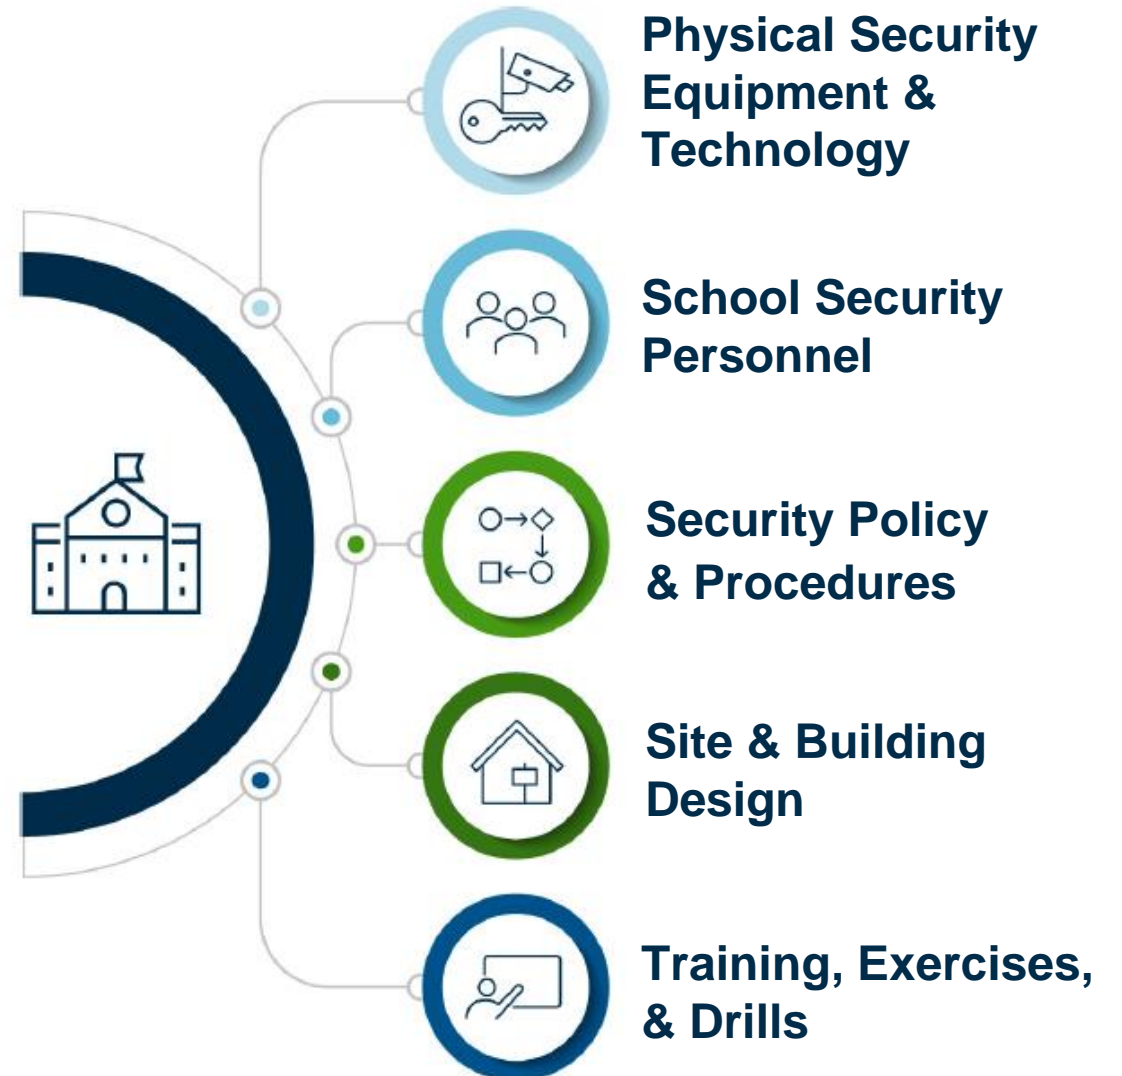 Physical Security
Equipment &
Technology
School Security
Personnel
Security Policy
& Procedures
Site & Building
Design
Training, Exercises,
& Drills